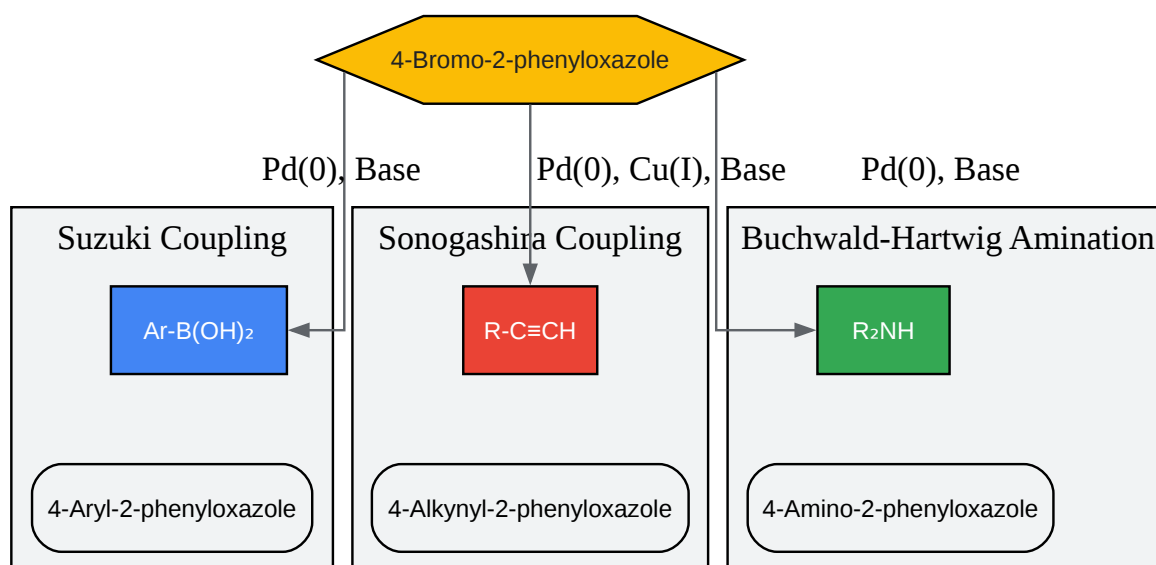 4-Bromo-2-phenyloxazole
Pd(0), Base
Pd(0), Cu(I), Base
Pd(0), Base
Suzuki Coupling
Sonogashira Coupling
Buchwald-Hartwig Amination
Ar-B(OH)₂
R-C≡CH
R₂NH
4-Aryl-2-phenyloxazole
4-Alkynyl-2-phenyloxazole
4-Amino-2-phenyloxazole